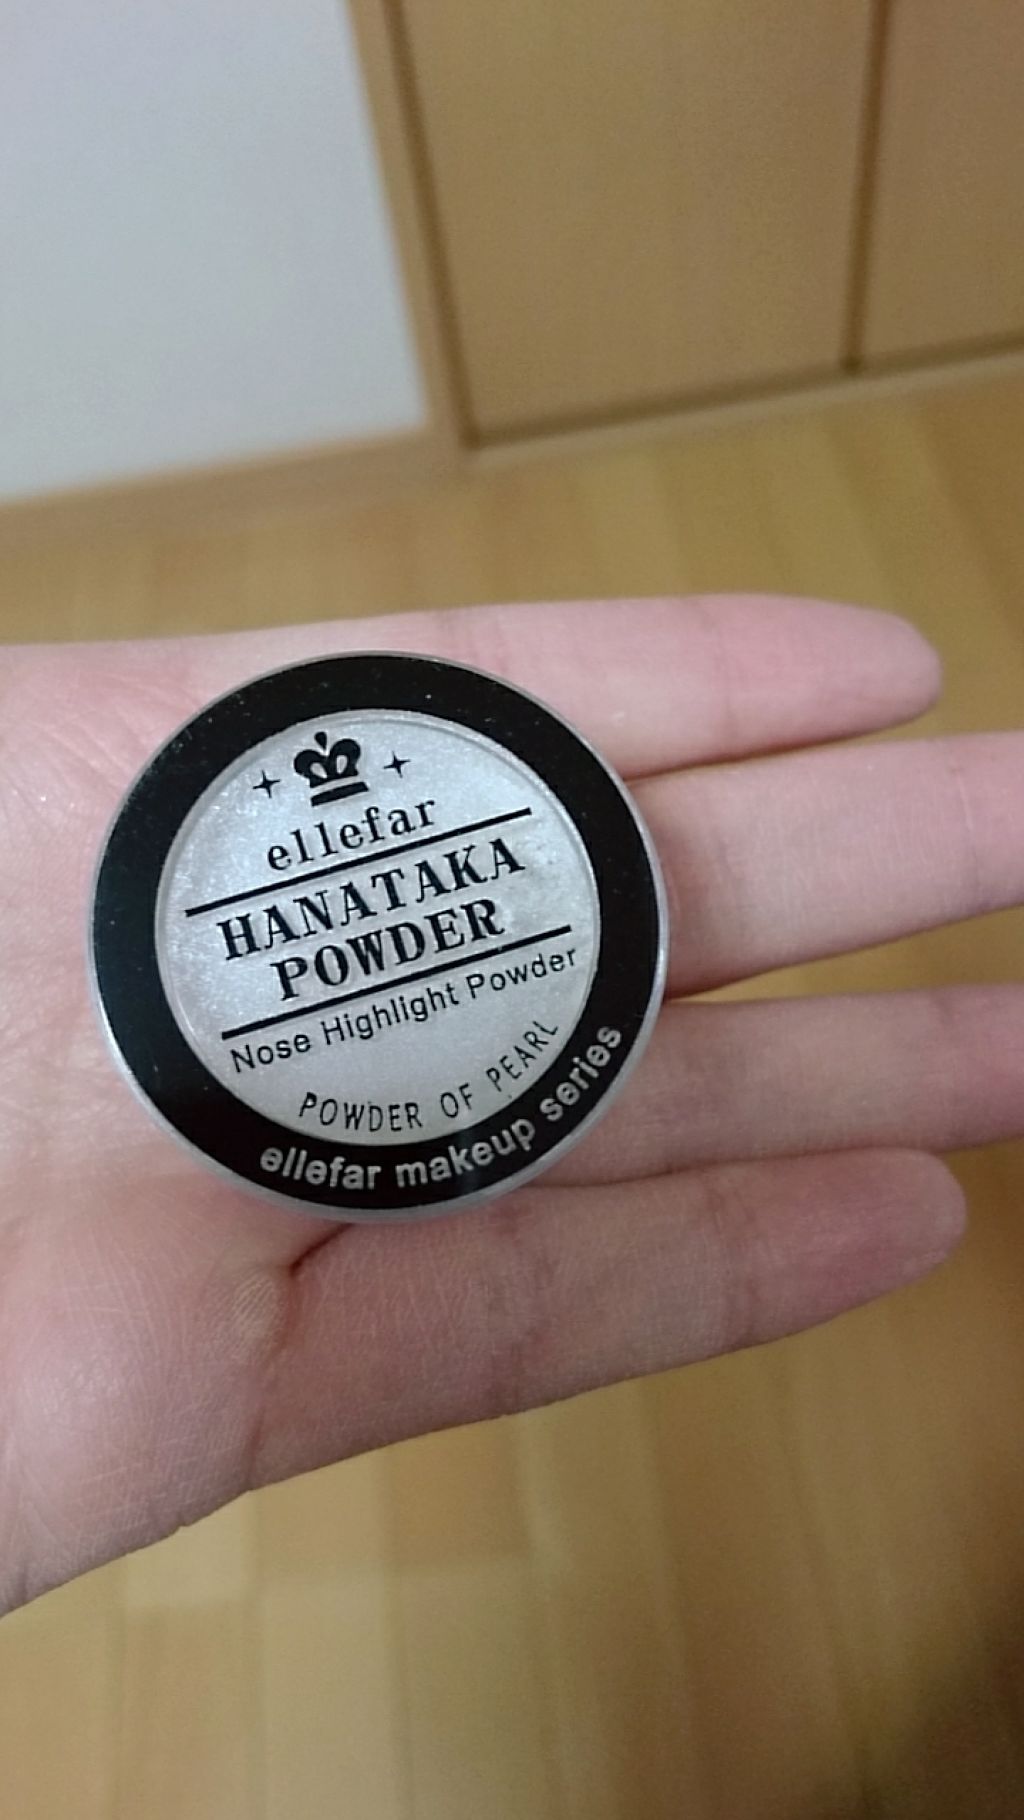 ellefar
HANATAKA
POWDER
Nose Highlight Powder
POWDER OF PEARL
ellefar makeup series